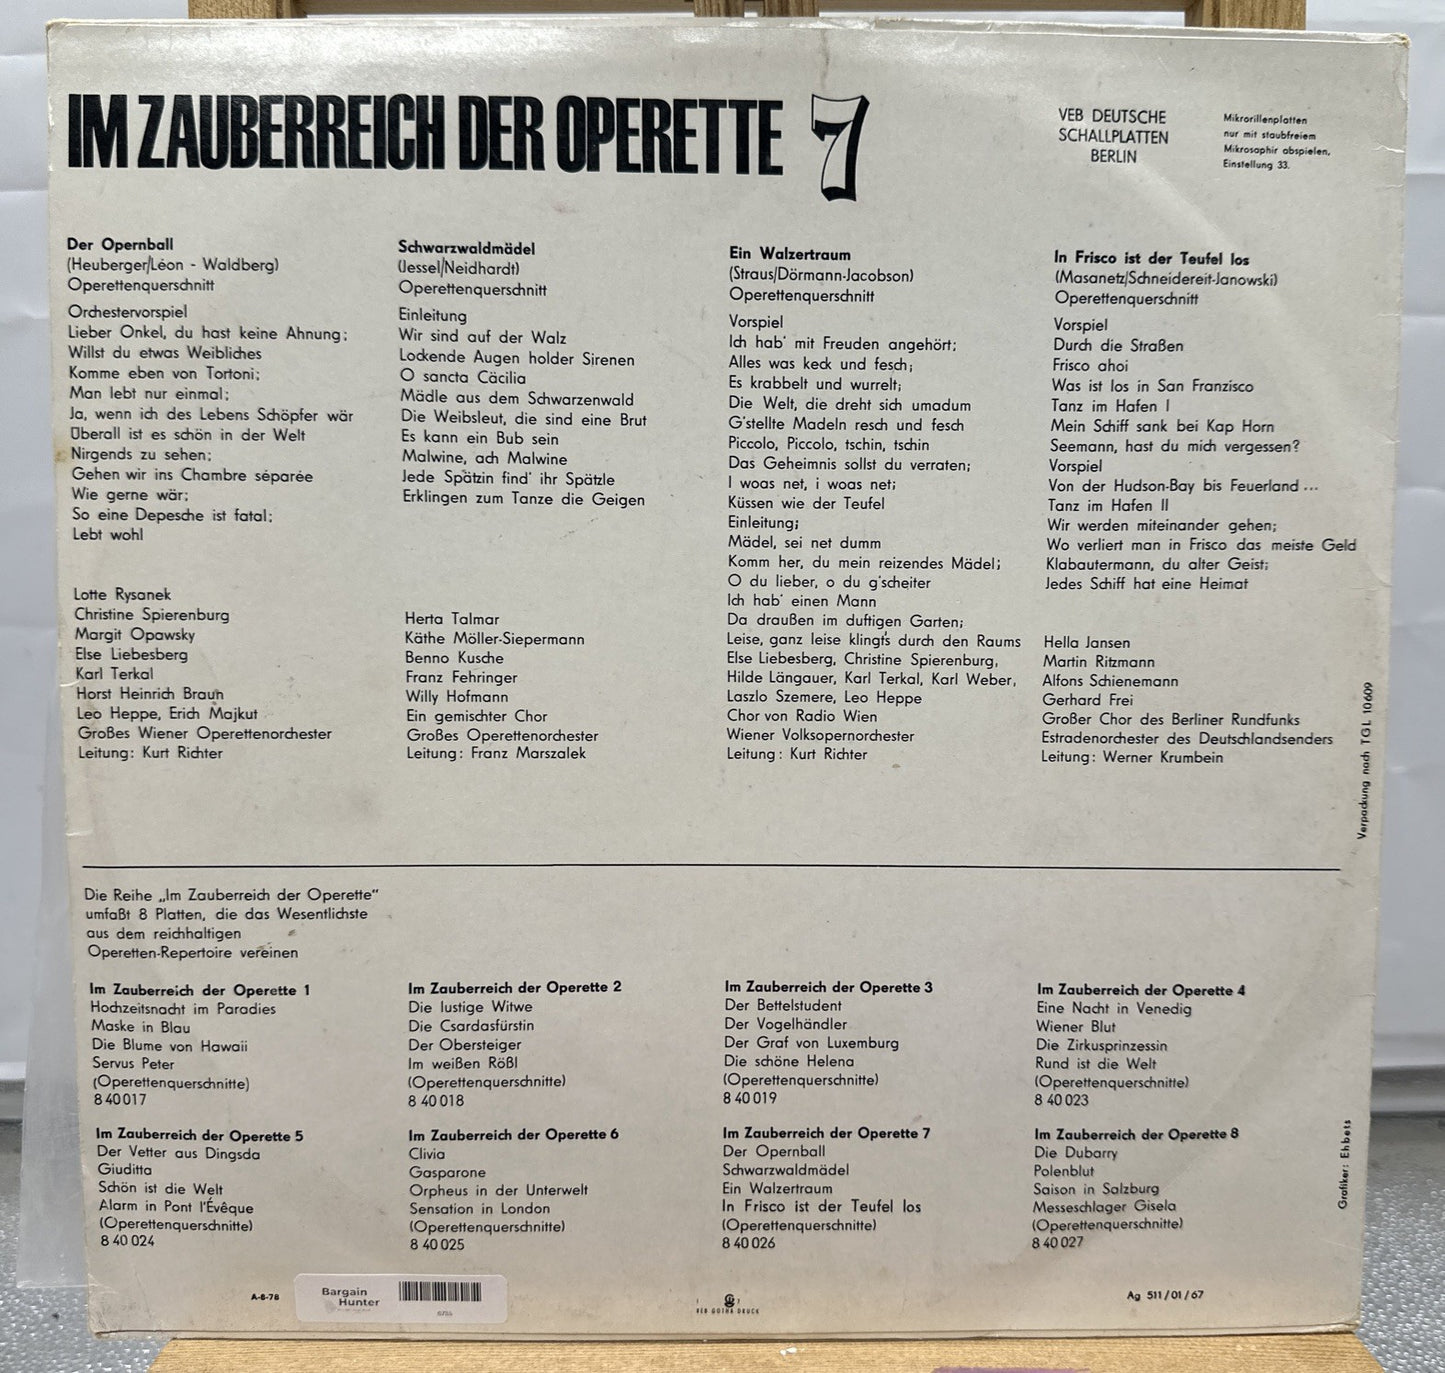 IM ZAUBERREICH DER OPERETTE 7
VEB DEUTSCHE
SCHALLPLATTEN
BERLIN
Mikrorillenplatten
nur mit staubfreiem
Mikrosaphir abspielen,
Einstellung 33.
Der Opernball
(Heuberger/Léon - Waldberg)
Operettenquerschnitt
Orchestervorspiel
Lieber Onkel, du hast keine Ahnung;
Willst du etwas Weibliches
Komme eben von Tortoni;
Man lebt nur einmal;
Ja, wenn ich des Lebens Schöpfer wär
Überall ist es schön in der Welt
Nirgends zu sehen;
Gehen wir ins Chambre séparée
Wie gerne wär;
So eine Depesche ist fatal;
Lebt wohl
Lotte Rysanek
Christine Spierenburg
Margit Opawsky
Else Liebesberg
Karl Terkal
Horst Heinrich Braun
Leo Heppe, Erich Majkut
Großes Wiener Operettenorchester
Leitung: Kurt Richter
Schwarzwaldmädel
(Jessel/Neidhardt)
Operettenquerschnitt
Einleitung
Wir sind auf der Walz
Lockende Augen holder Sirenen
O sancta Cäcilia
Mädle aus dem Schwarzenwald
Die Weibsleut, die sind eine Brut
Es kann ein Bub sein
Malwine, ach Malwine
Jede Spätzin find' ihr Spätzle
Erklingen zum Tanze die Geigen
Herta Talmar
Käthe Möller-Siepermann
Benno Kusche
Franz Fehringer
Willy Hofmann
Ein gemischter Chor
Großes Operettenorchester
Leitung: Franz Marszalek
Ein Walzertraum
(Straus/Dörmann-Jacobson)
Operettenquerschnitt
Vorspiel
Ich hab' mit Freuden angehört;
Alles was keck und fesch;
Es krabbelt und wurrelt;
Die Welt, die dreht sich umadum
G'stellte Madeln resch und fesch
Piccolo, Piccolo, tschin, tschin
Das Geheimnis sollst du verraten;
I woas net, i woas net;
Küssen wie der Teufel
Einleitung;
Mädel, sei net dumm
Komm her, du mein reizendes Mädel;
O du lieber, o du g'scheiter
Ich hab' einen Mann
Da draußen im duftigen Garten;
Leise, ganz leise klingt's durch den Raums
Else Liebesberg, Christine Spierenburg,
Hilde Längauer, Karl Terkal, Karl Weber,
Laszlo Szemere, Leo Heppe
Chor von Radio Wien
Wiener Volksopernorchester
Leitung: Kurt Richter
In Frisco ist der Teufel los
(Masanetz/Schneidereit-Janowski)
Operettenquerschnitt
Vorspiel
Durch die Straßen
Frisco ahoi
Was ist los in San Franzisco
Tanz im Hafen I
Mein Schiff sank bei Kap Horn
Seemann, hast du mich vergessen?
Vorspiel
Von der Hudson-Bay bis Feuerland ...
Tanz im Hafen II
Wir werden miteinander gehen;
Wo verliert man in Frisco das meiste Geld
Klabautermann, du alter Geist;
Jedes Schiff hat eine Heimat
Hella Jansen
Martin Ritzmann
Alfons Schienemann
Gerhard Frei
Großer Chor des Berliner Rundfunks
Estradenorchester des Deutschlandsenders
Leitung: Werner Krumbein
Verpackung nach TGL 10609
Die Reihe „Im Zauberreich der Operette"
umfaßt 8 Platten, die das Wesentlichste
aus dem reichhaltigen
Operetten-Repertoire vereinen
Im Zauberreich der Operette 1
Hochzeitsnacht im Paradies
Maske in Blau
Die Blume von Hawaii
Servus Peter
(Operettenquerschnitte)
8 40 017
Im Zauberreich der Operette 2
Die lustige Witwe
Die Csardasfürstin
Der Obersteiger
Im weißen Rößl
(Operettenquerschnitte)
8 40 018
Im Zauberreich der Operette 3
Der Bettelstudent
Der Vogelhändler
Der Graf von Luxemburg
Die schöne Helena
(Operettenquerschnitte)
8 40 019
Im Zauberreich der Operette 4
Eine Nacht in Venedig
Wiener Blut
Die Zirkusprinzessin
Rund ist die Welt
(Operettenquerschnitte)
8 40 023
Im Zauberreich der Operette 5
Der Vetter aus Dingsda
Giuditta
Schön ist die Welt
Alarm in Pont l'Évêque
(Operettenquerschnitte)
8 40 024
Im Zauberreich der Operette 6
Clivia
Gasparone
Orpheus in der Unterwelt
Sensation in London
(Operettenquerschnitte)
8 40 025
Im Zauberreich der Operette 7
Der Opernball
Schwarzwaldmädel
Ein Walzertraum
In Frisco ist der Teufel los
(Operettenquerschnitte)
8 40 026
Im Zauberreich der Operette 8
Die Dubarry
Polenblut
Saison in Salzburg
Messeschlager Gisela
(Operettenquerschnitte)
8 40 027
Grafiker: Ehbets
A-6-78
Bargain
Hunter
6755
VEB GOTHA DRUCK
Ag 511/01/67